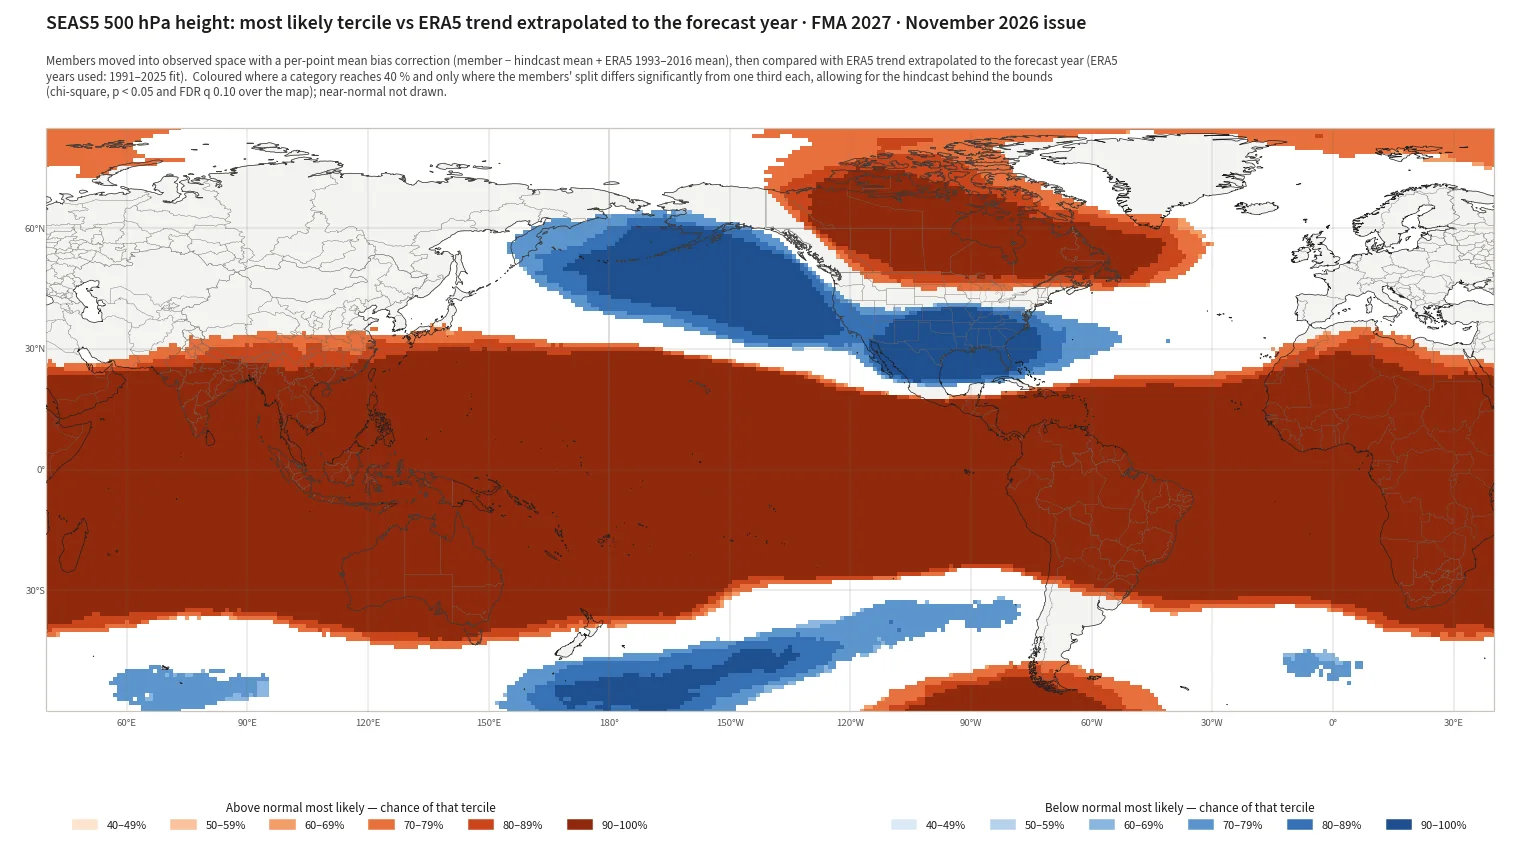 SEAS5 500 hPa height: most likely tercile vs ERA5 trend extrapolated to the forecast year · FMA 2027 · November 2026 issue
Members moved into observed space with a per-point mean bias correction (member − hindcast mean + ERA5 1993–2016 mean), then compared with ERA5 trend extrapolated to the forecast year (ERA5
years used: 1991–2025 fit). Coloured where a category reaches 40 % and only where the members' split differs significantly from one third each, allowing for the hindcast behind the bounds
(chi-square, p < 0.05 and FDR q 0.10 over the map); near-normal not drawn.
60°N
30°N
0°
30°S
60°E 90°E 120°E 150°E 180° 150°W 120°W 90°W 60°W 30°W 0° 30°E
Above normal most likely — chance of that tercile
40–49% 50–59% 60–69% 70–79% 80–89% 90–100%
Below normal most likely — chance of that tercile
40–49% 50–59% 60–69% 70–79% 80–89% 90–100%